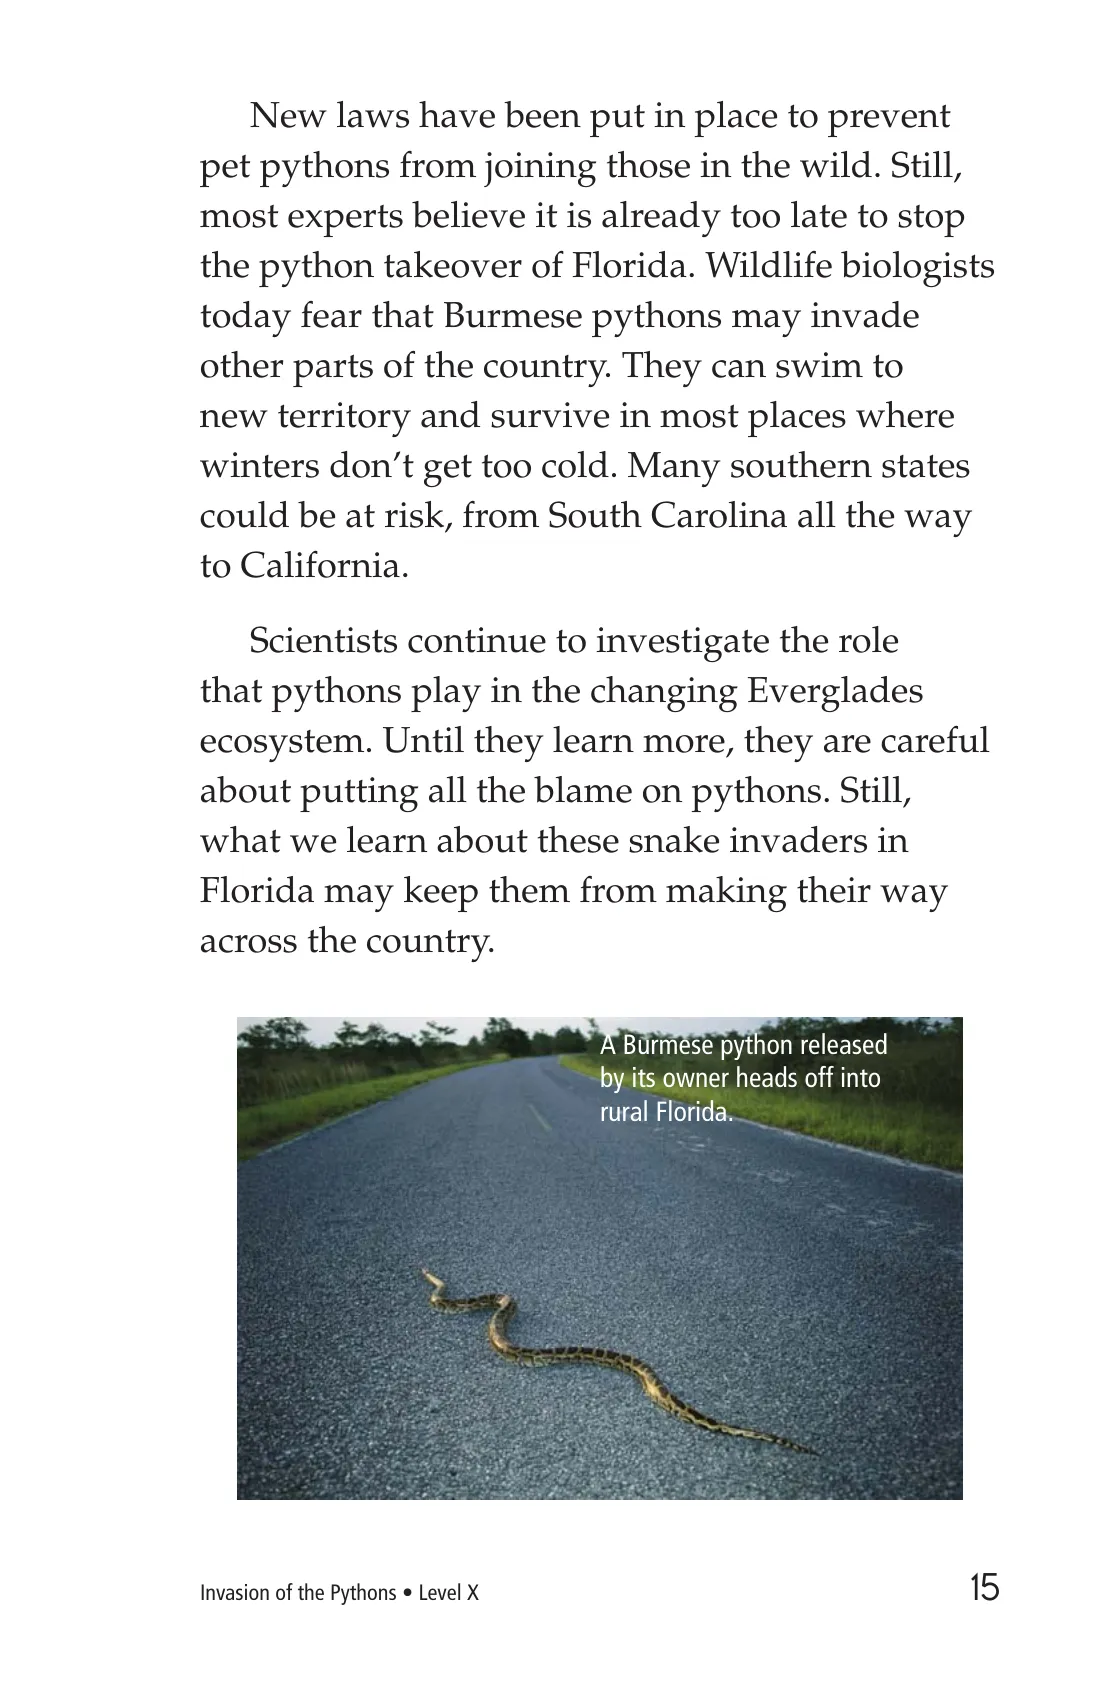 New laws have been put in place to prevent
pet pythons from joining those in the wild. Still,
most experts believe it is already too late to stop
the python takeover of Florida. Wildlife biologists
today fear that Burmese pythons may invade
other parts of the country. They can swim to
new territory and survive in most places where
winters don’t get too cold. Many southern states
could be at risk, from South Carolina all the way
to California.
Scientists continue to investigate the role
that pythons play in the changing Everglades
ecosystem. Until they learn more, they are careful
about putting all the blame on pythons. Still,
what we learn about these snake invaders in
Florida may keep them from making their way
across the country.
A Burmese python released
by its owner heads off into
rural Florida.
Invasion of the Pythons • Level X
15